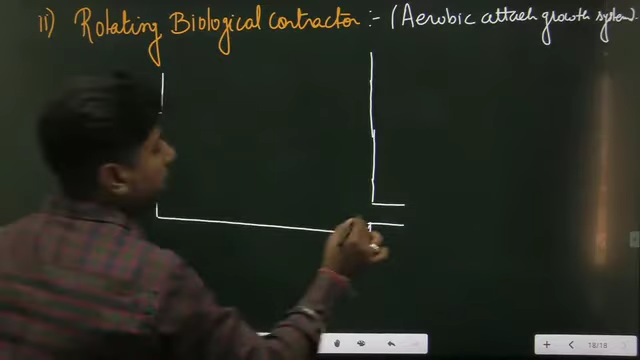 11) Rotating Biological contractor :- (Aerobic attach growth system).
18/18